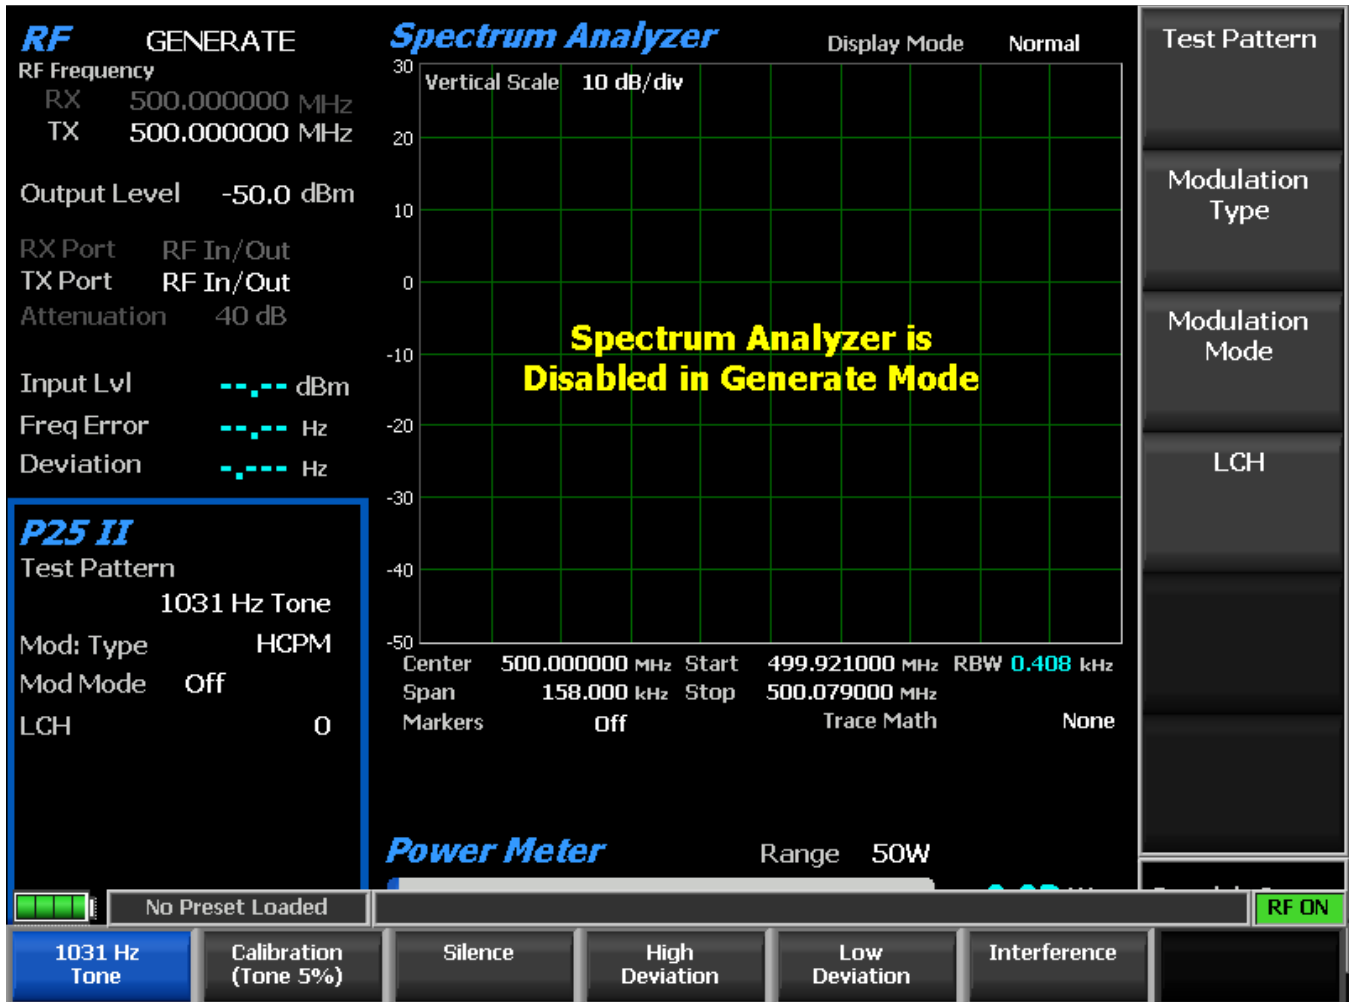 RF GENERATE
RF Frequency
RX 500.000000 MHz
TX 500.000000 MHz
Output Level -50.0 dBm
RX Port RF In/Out
TX Port RF In/Out
Attenuation 40 dB
Input Lvl --.-- dBm
Freq Error --.-- Hz
Deviation -.--- Hz
P25 II
Test Pattern
1031 Hz Tone
Mod: Type HCPM
Mod Mode Off
LCH 0
Spectrum Analyzer Display Mode Normal
Vertical Scale 10 dB/div
30
20
10
0
-10
-20
-30
-40
-50
Spectrum Analyzer is
Disabled in Generate Mode
Center 500.000000 MHz Start 499.921000 MHz RBW 0.408 kHz
Span 158.000 kHz Stop 500.079000 MHz
Markers Off Trace Math None
Power Meter Range 50W
Test Pattern
Modulation
Type
Modulation
Mode
LCH
No Preset Loaded
RF ON
1031 Hz
Tone
Calibration
(Tone 5%)
Silence
High
Deviation
Low
Deviation
Interference